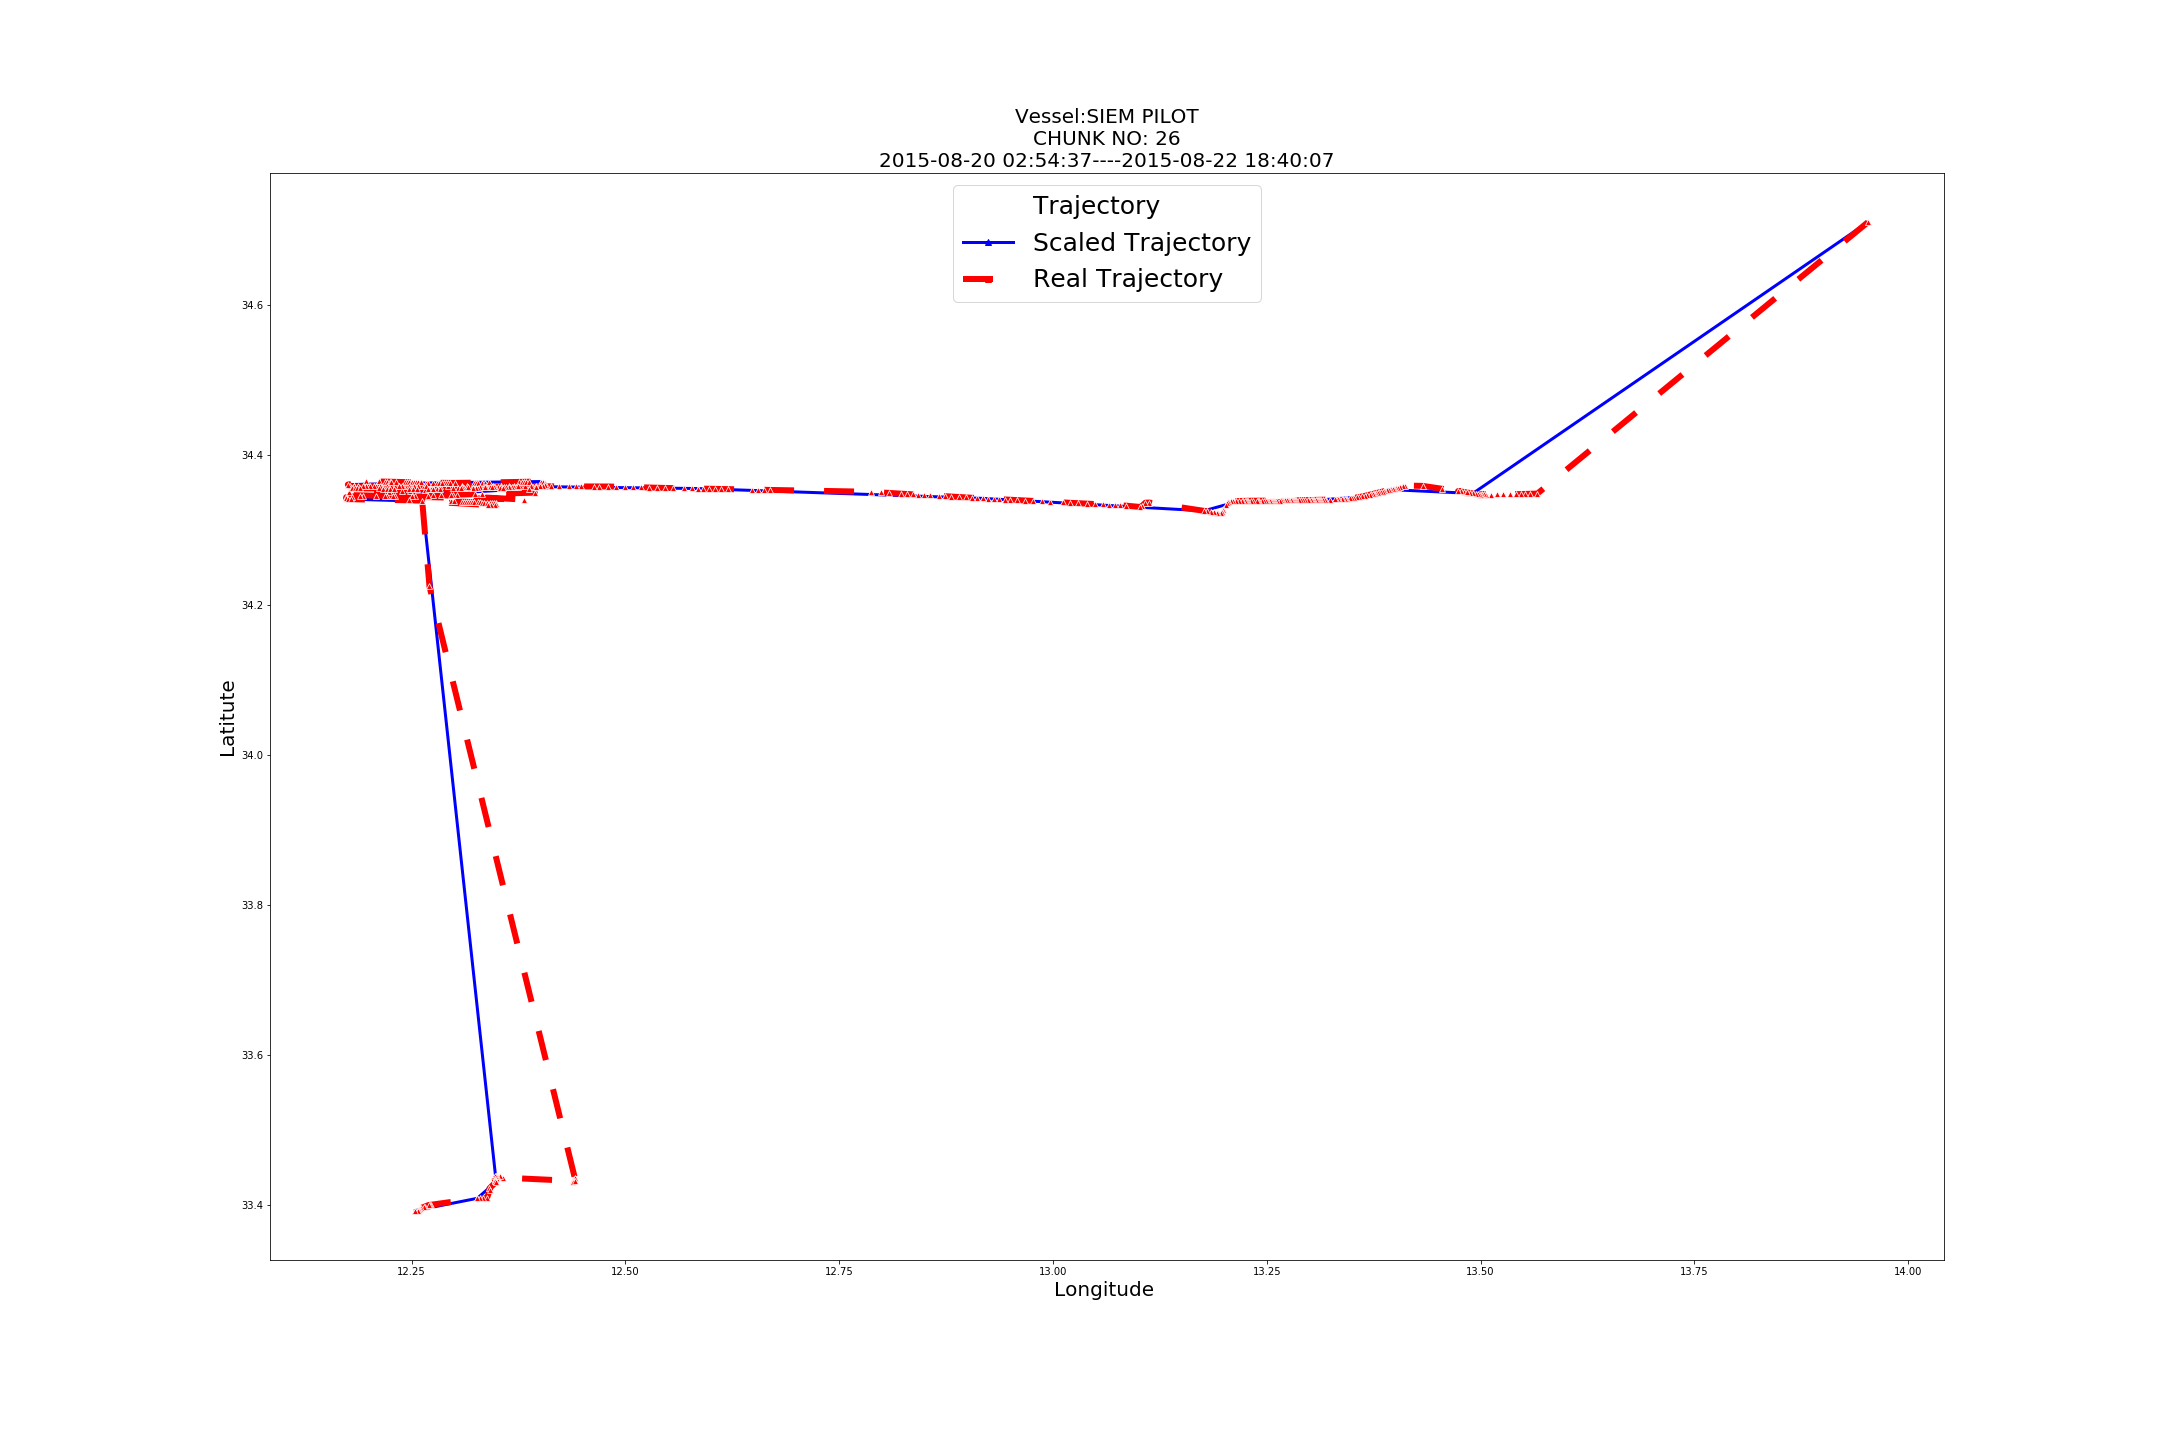 Vessel:SIEM PILOT
CHUNK NO: 26
2015-08-20 02:54:37----2015-08-22 18:40:07
Trajectory
Scaled Trajectory
Real Trajectory
34.6
34.4
34.2
34.0
33.8
33.6
33.4
Latitute
12.25
12.50
12.75
13.00
13.25
13.50
13.75
14.00
Longitude